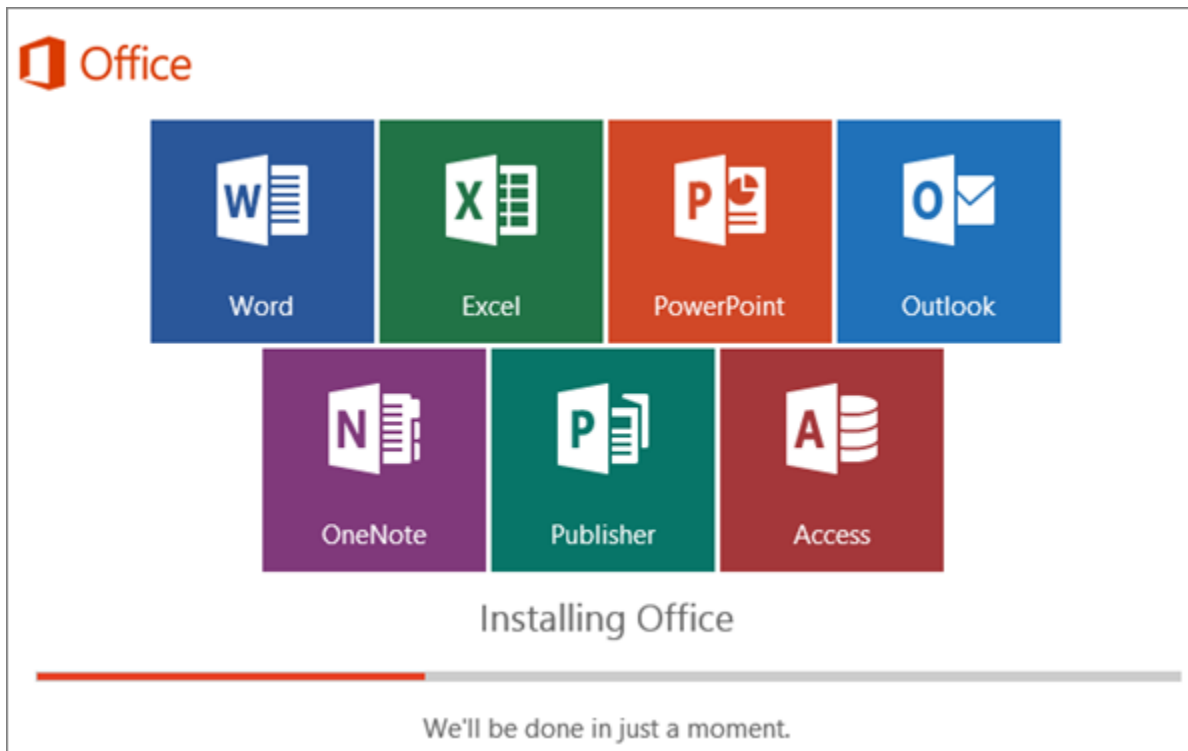 Office
W X P O
Word Excel PowerPoint Outlook
N P A
OneNote Publisher Access
Installing Office
We'll be done in just a moment.